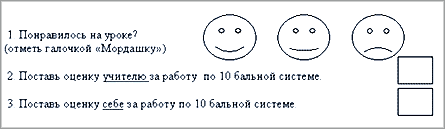 1 Понравилось на уроке?
(отметь галочкой «Мордашку»)
2. Поставь оценку учителю за работу по 10 бальной системе.
3. Поставь оценку себе за работу по 10 бальной системе